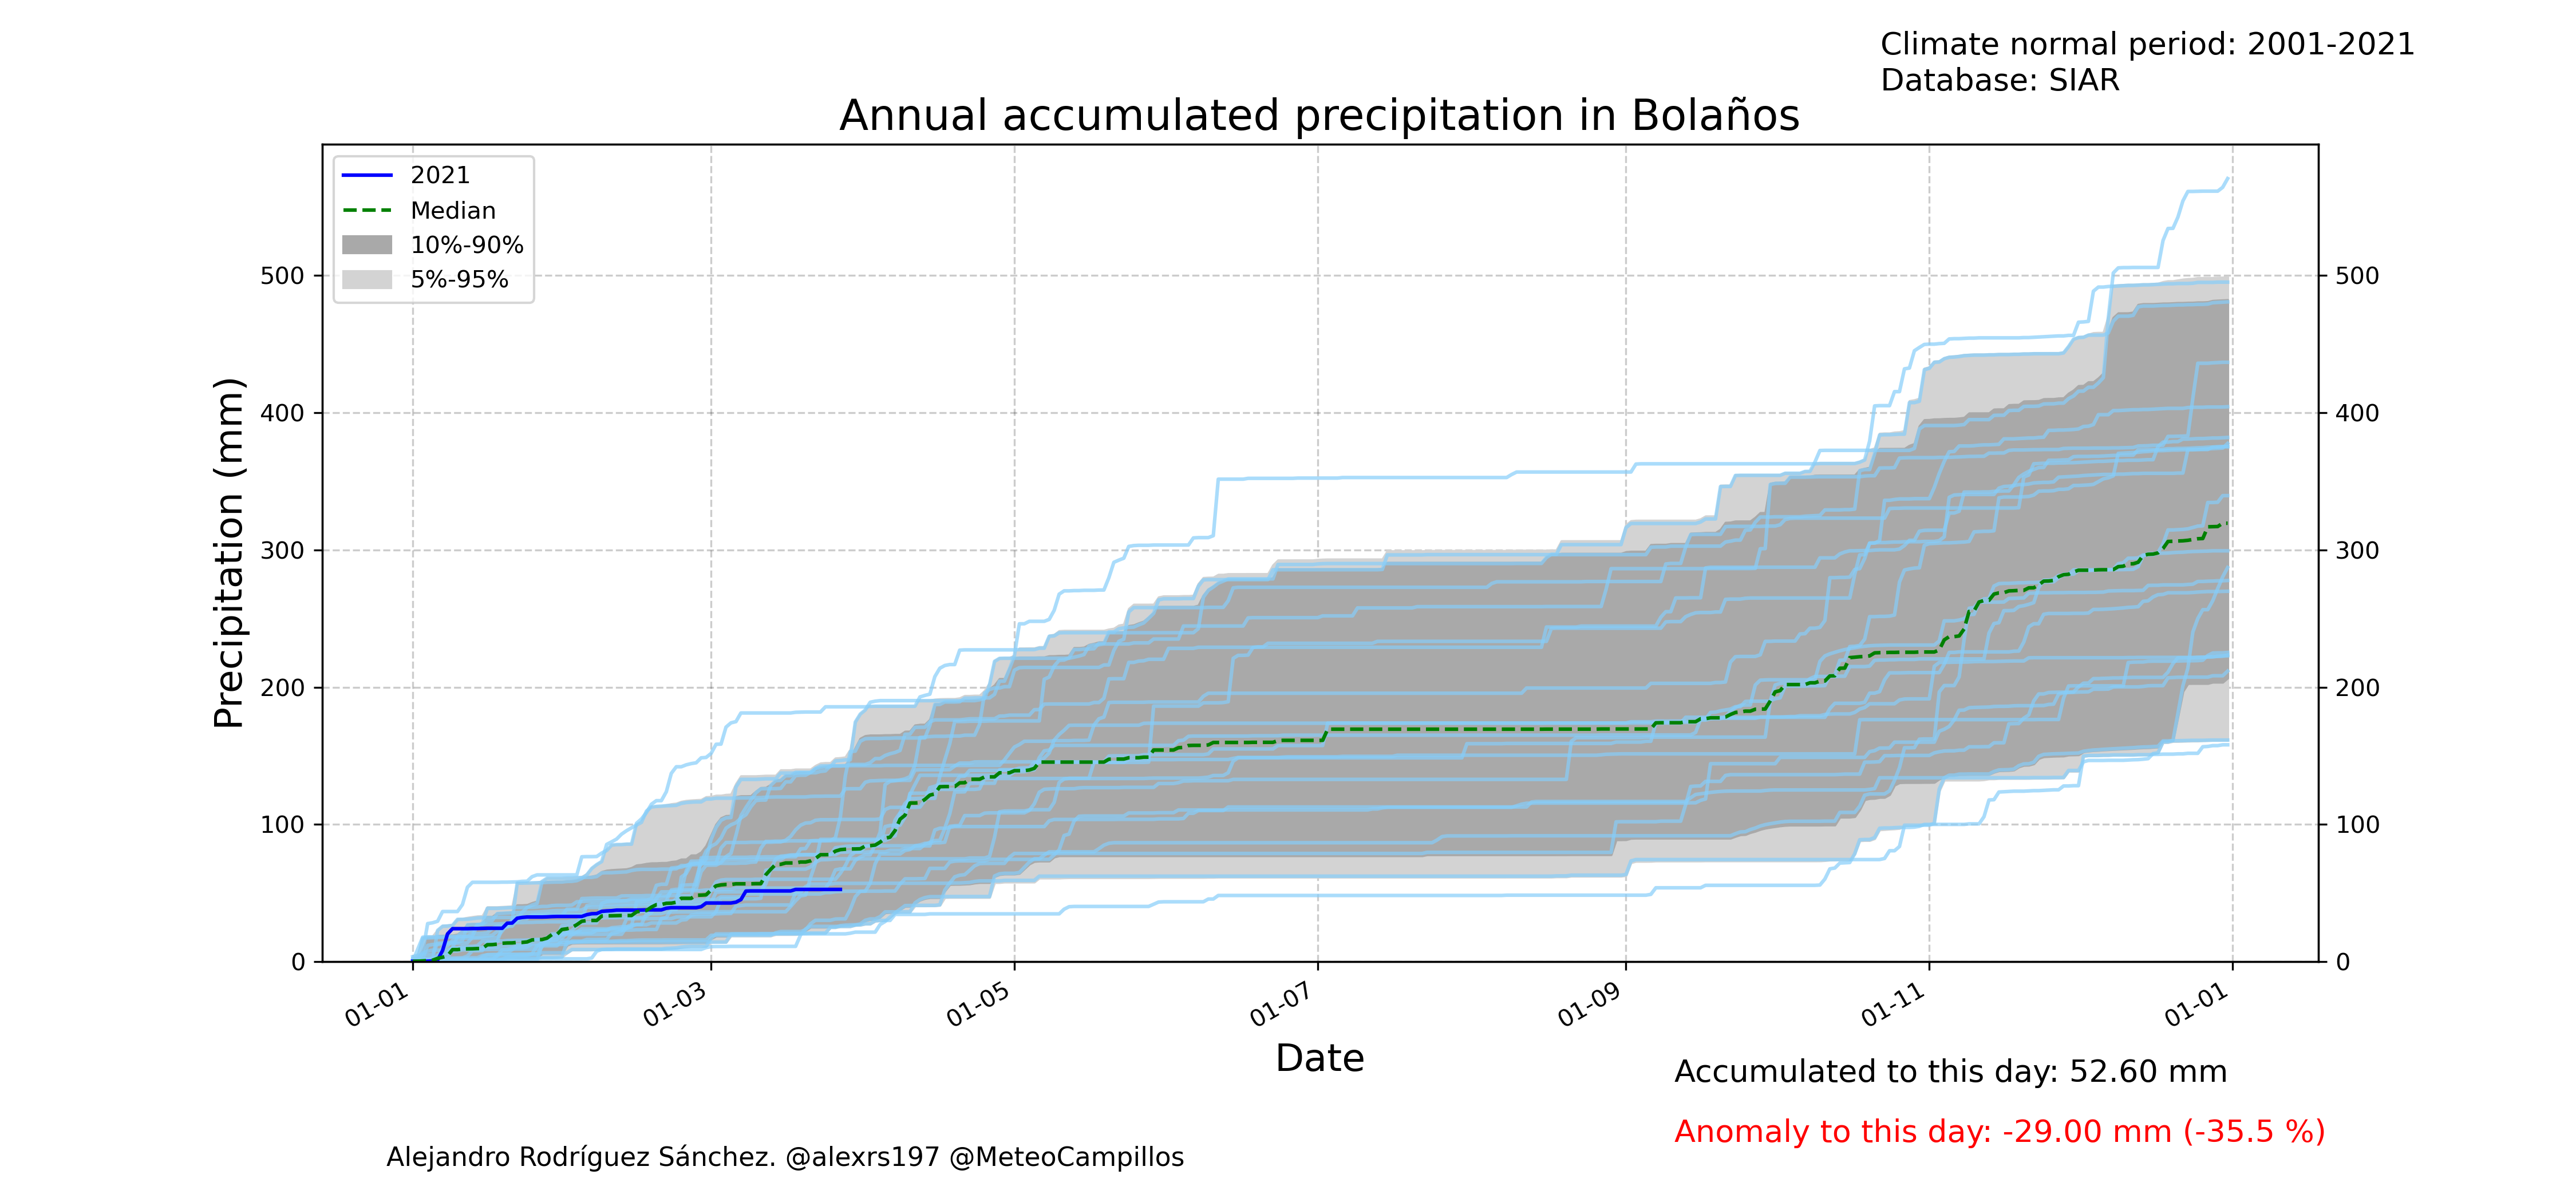 Climate normal period: 2001-2021
Database: SIAR
Annual accumulated precipitation in Bolaños
2021
Median
10%-90%
5%-95%
Precipitation (mm)
500
400
300
200
100
0
500
400
300
200
100
0
01-01
01-03
01-05
01-07
01-09
01-11
01-01
Date
Accumulated to this day: 52.60 mm
Anomaly to this day: -29.00 mm (-35.5 %)
Alejandro Rodríguez Sánchez. @alexrs197 @MeteoCampillos